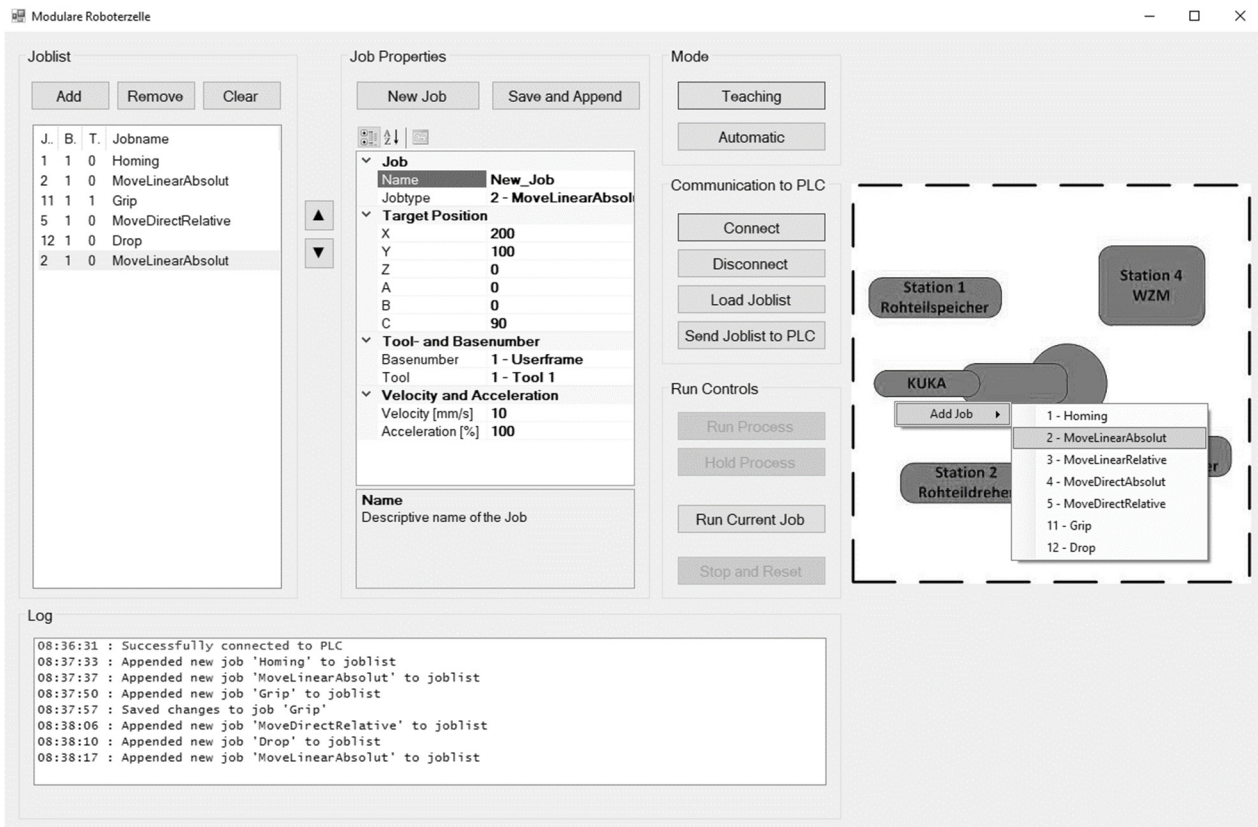 Modulare Roboterzelle
Joblist
Add Remove Clear
J.. B. T. Jobname
1 1 0 Homing
2 1 0 MoveLinearAbsolut
11 1 1 Grip
5 1 0 MoveDirectRelative
12 1 0 Drop
2 1 0 MoveLinearAbsolut
Job Properties
New Job Save and Append
Job
Name New_Job
Jobtype 2 - MoveLinearAbsolu
Target Position
X 200
Y 100
Z 0
A 0
B 0
C 90
Tool- and Basenumber
Basenumber 1 - Userframe
Tool 1 - Tool 1
Velocity and Acceleration
Velocity [mm/s] 10
Acceleration [%] 100
Name
Descriptive name of the Job
Mode
Teaching
Automatic
Communication to PLC
Connect
Disconnect
Load Joblist
Send Joblist to PLC
Run Controls
Run Process
Hold Process
Run Current Job
Stop and Reset
Station 1
Rohteilspeicher
Station 4
WZM
KUKA
Add Job
1 - Homing
2 - MoveLinearAbsolut
3 - MoveLinearRelative
4 - MoveDirectAbsolut
5 - MoveDirectRelative
11 - Grip
12 - Drop
Station 2
Rohteildreher
Log
08:36:31 : Successfully connected to PLC
08:37:33 : Appended new job 'Homing' to joblist
08:37:37 : Appended new job 'MoveLinearAbsolut' to joblist
08:37:50 : Appended new job 'Grip' to joblist
08:37:57 : Saved changes to job 'Grip'
08:38:06 : Appended new job 'MoveDirectRelative' to joblist
08:38:10 : Appended new job 'Drop' to joblist
08:38:17 : Appended new job 'MoveLinearAbsolut' to joblist